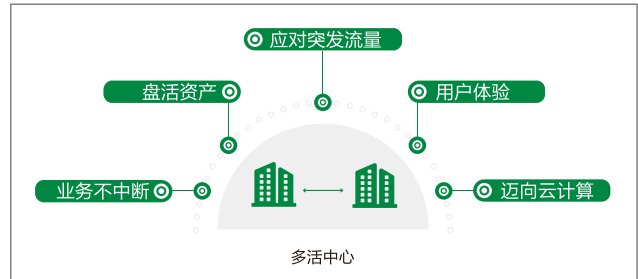 应对突发流量
盘活资产
用户体验
业务不中断
迈向云计算
多活中心